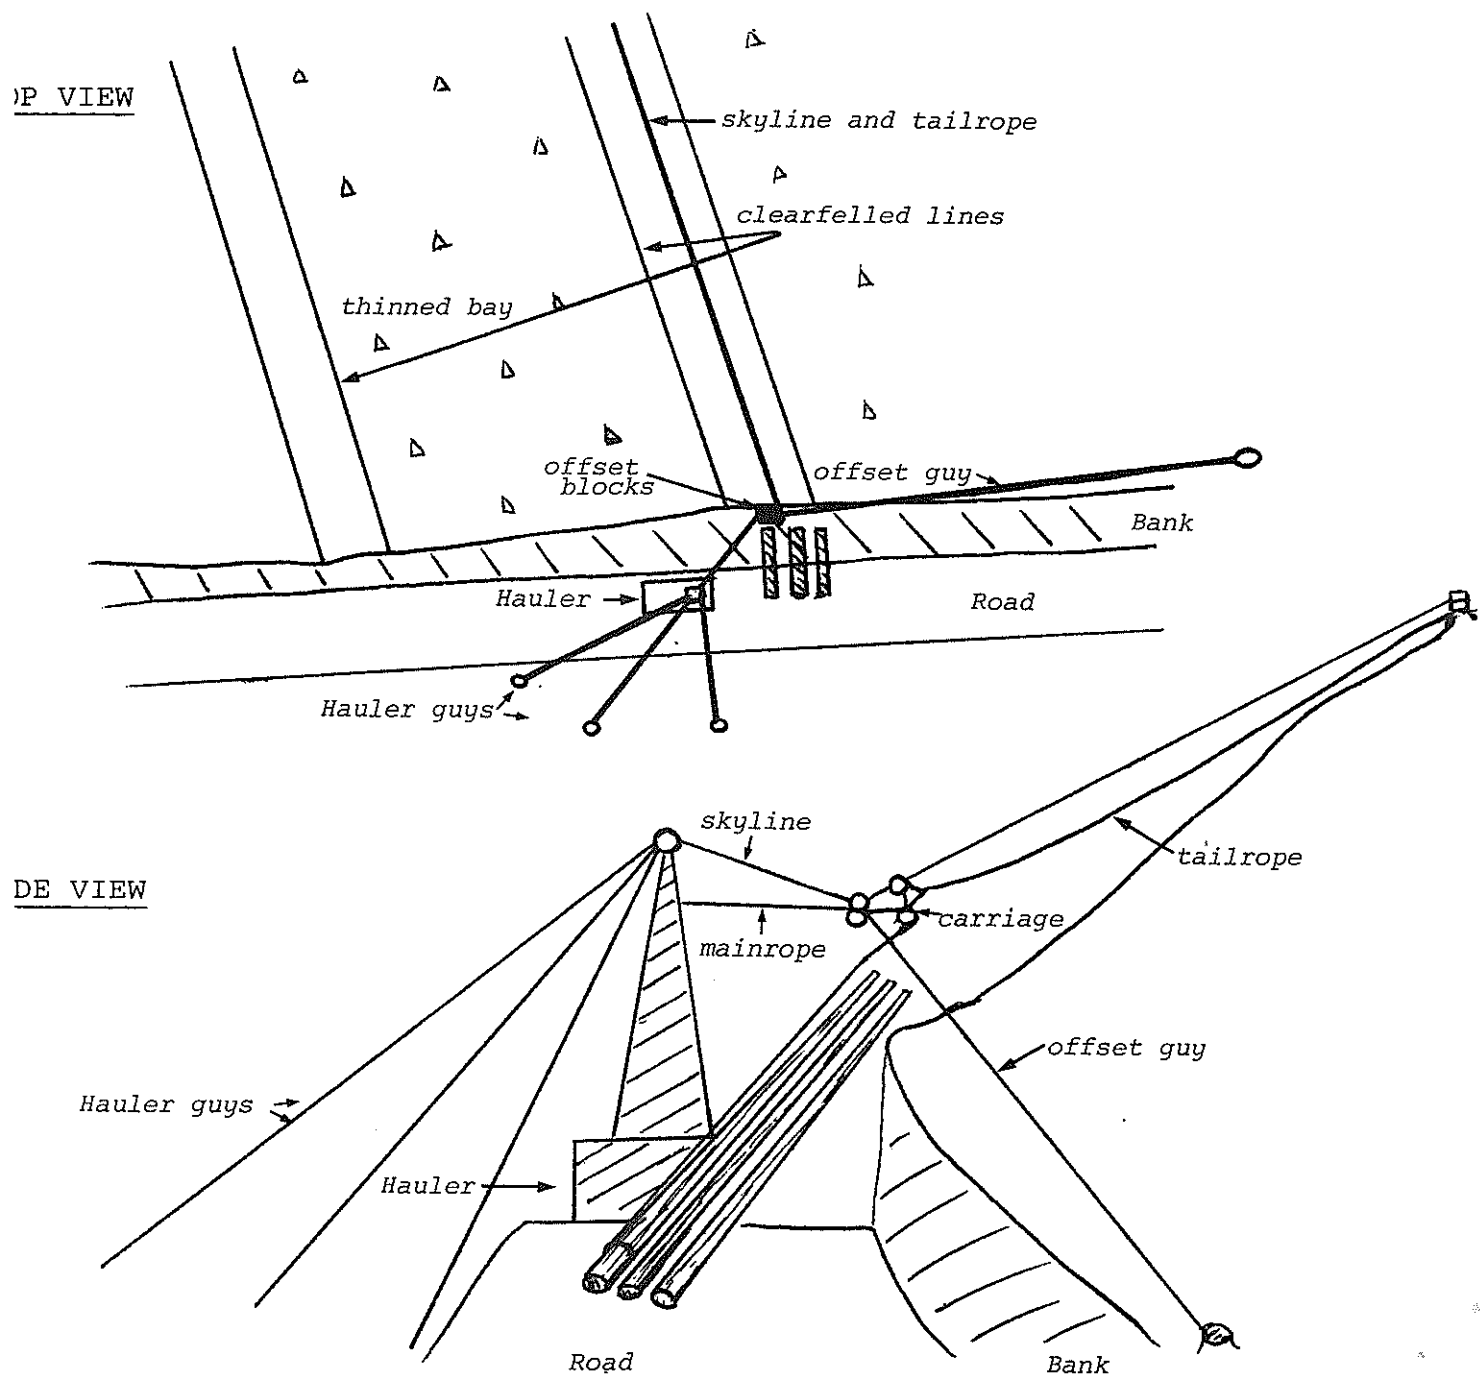 OP VIEW
skyline and tailrope
clearfelled lines
thinned bay
offset
blocks
offset guy
Bank
Hauler
Road
Hauler guys
skyline
tailrope
DE VIEW
carriage
mainrope
offset guy
Hauler guys
Hauler
Road
Bank